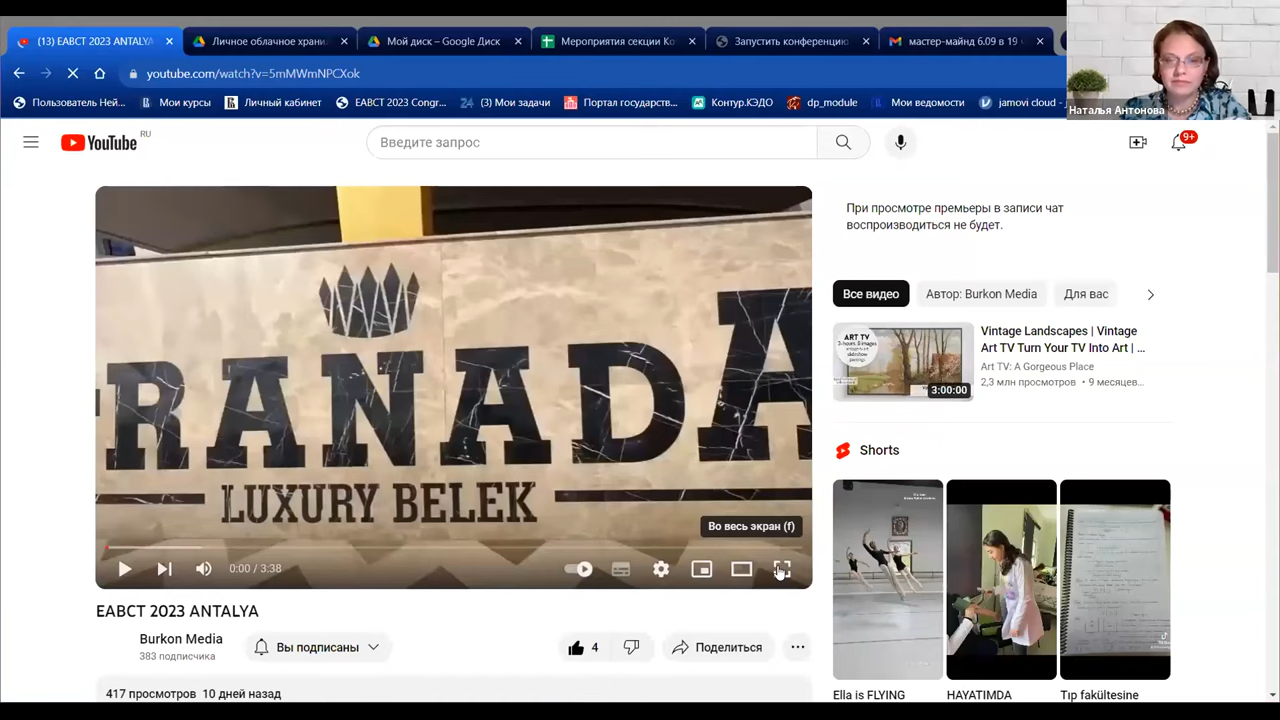 (13) EABCT 2023 ANTALYA
Личное облачное хранил
Мой диск – Google Диск
Мероприятия секции Ко
Запустить конференцию
мастер-майнд 6.09 в 19 ч
youtube.com/watch?v=5mMWmNPCXok
Пользователь Ней...
Мои курсы
Личный кабинет
EABCT 2023 Congr...
24 (3) Мои задачи
Портал государств...
Контур.КЭДО
dp_module
Мои ведомости
jamovi cloud -
Наталья Антонова
YouTube RU
Введите запрос
9+
RANADA
LUXURY BELEK
Во весь экран (f)
0:00 / 3:38
При просмотре премьеры в записи чат
воспроизводиться не будет.
Все видео
Автор: Burkon Media
Для вас
ART TV
3:00:00
Vintage Landscapes | Vintage
Art TV Turn Your TV Into Art | ...
Art TV: A Gorgeous Place
2,3 млн просмотров • 9 месяцев...
Shorts
Ella is FLYING
HAYATIMDA
Tıp fakültesine
EABCT 2023 ANTALYA
Burkon Media
383 подписчика
Вы подписаны
4
Поделиться
417 просмотров 10 дней назад